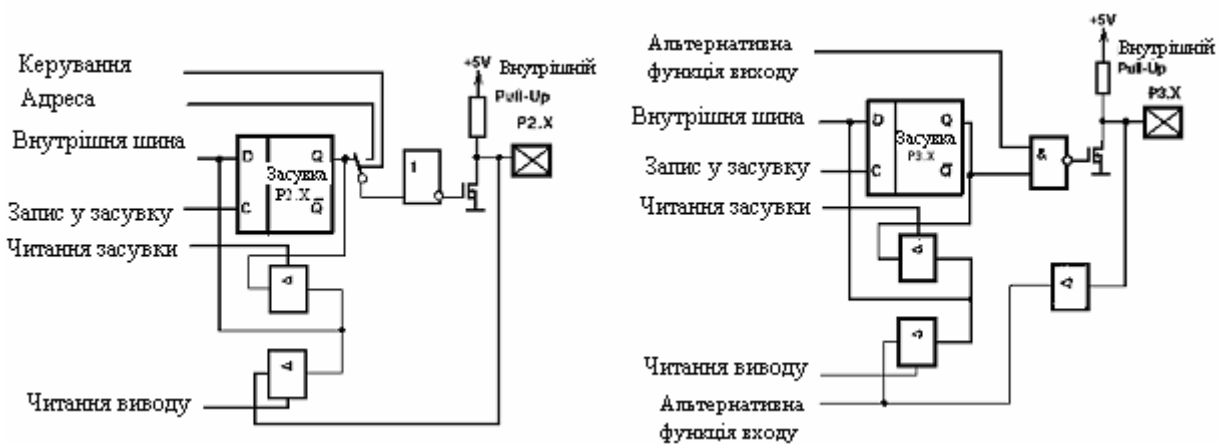 Керування
Адреса
Внутрішня шина
Запис у засувку
Читання засувки
Читання виводу
D
Q
Засувка
P2.X
C
Q̅
1
+5V
Внутрішній
Pull-Up
P2.X
Альтернативна
функція виходу
Внутрішня шина
Запис у засувку
Читання засувки
Читання виводу
Альтернативна
функція входу
D
Q
Засувка
P3.X
C
Q̅
&
+5V
Внутрішній
Pull-Up
P3.X